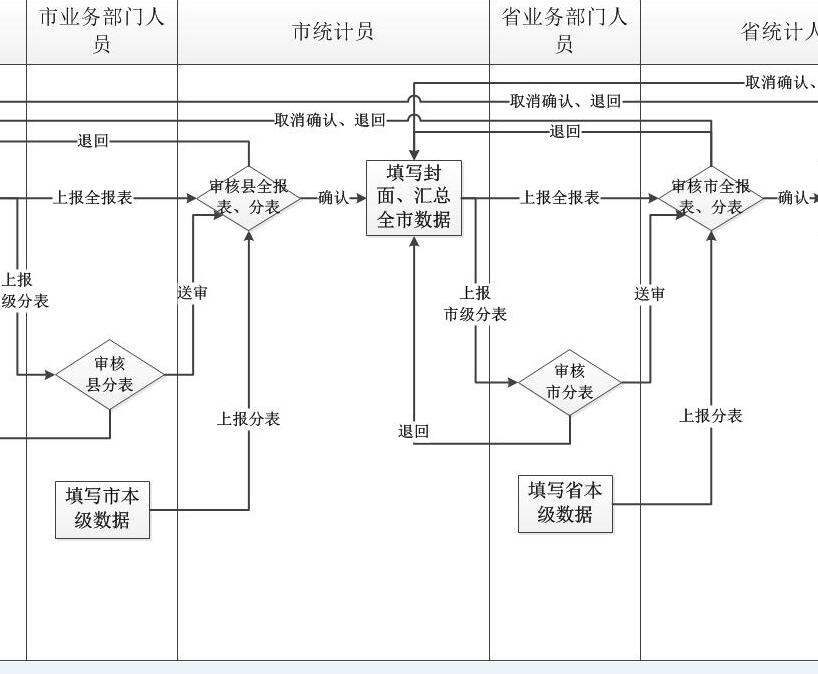 市业务部门人
员
市统计员
省业务部门人
员
省统计人
取消确认、
取消确认、退回
取消确认、退回
退回
退回
上报全报表
审核县全报
表、分表
确认
填写封
面、汇总
全市数据
上报全报表
审核市全报
表、分表
确认
上报
级分表
送审
上报
市级分表
送审
审核
县分表
审核
市分表
上报分表
退回
上报分表
填写市本
级数据
填写省本
级数据